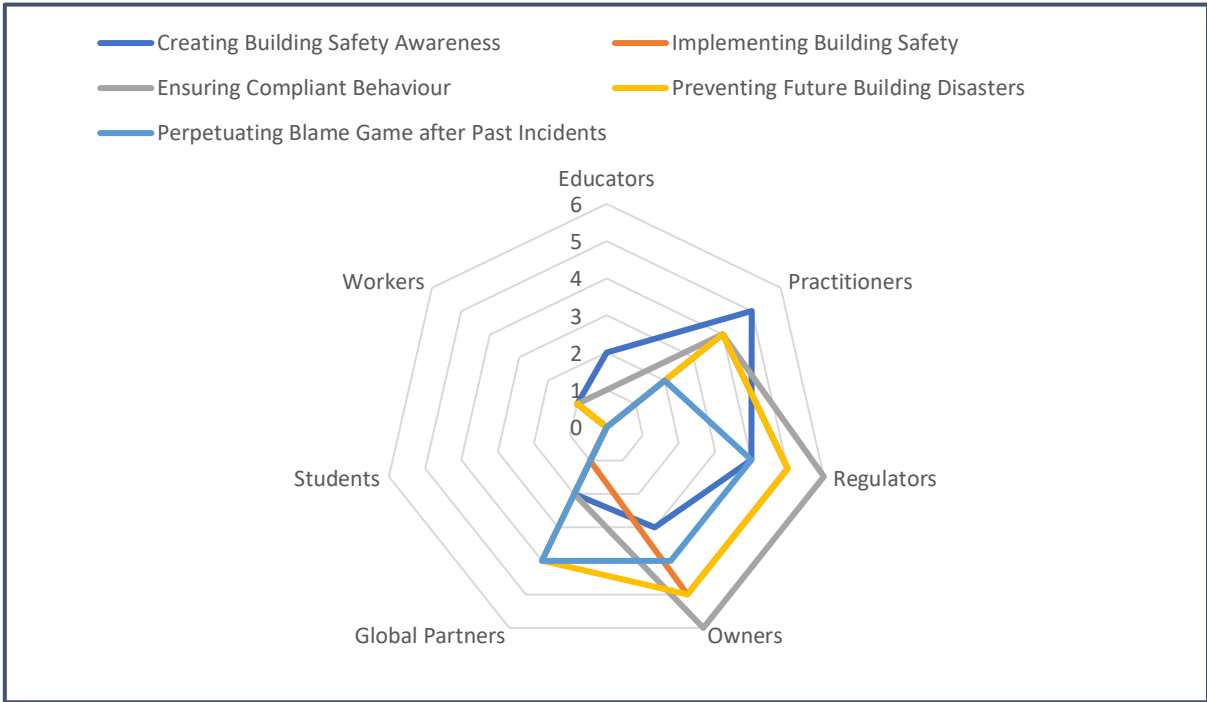 Creating Building Safety Awareness
Implementing Building Safety
Ensuring Compliant Behaviour
Preventing Future Building Disasters
Perpetuating Blame Game after Past Incidents
Educators
6
5
4
3
2
1
0
Workers
Practitioners
Students
Regulators
Global Partners
Owners